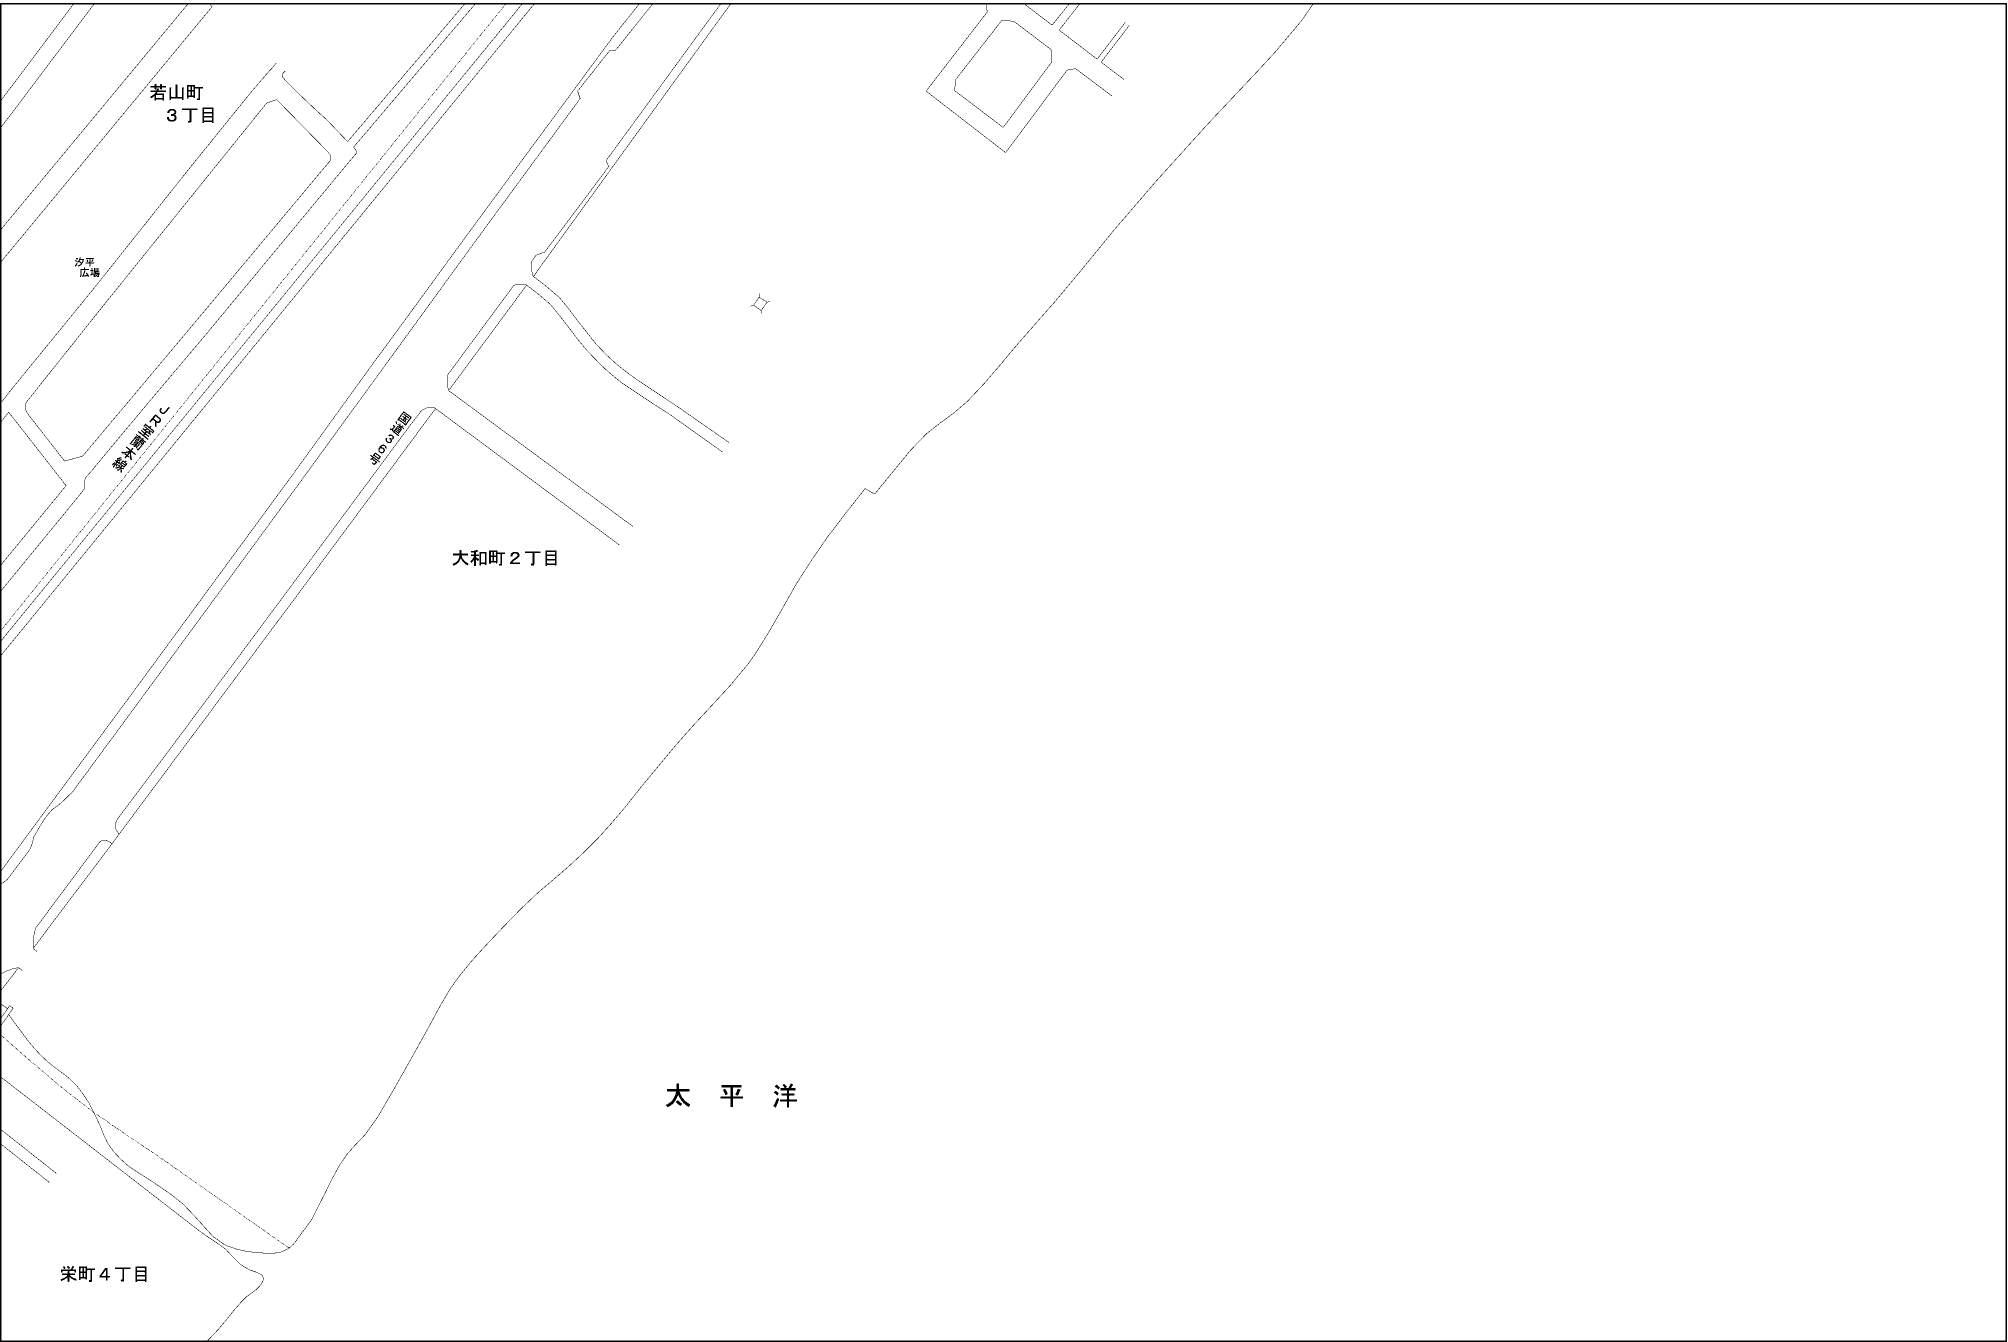 若山町
３丁目
汐平
広場
ＪＲ室蘭本線
国道３６号
大和町２丁目
太平洋
栄町４丁目